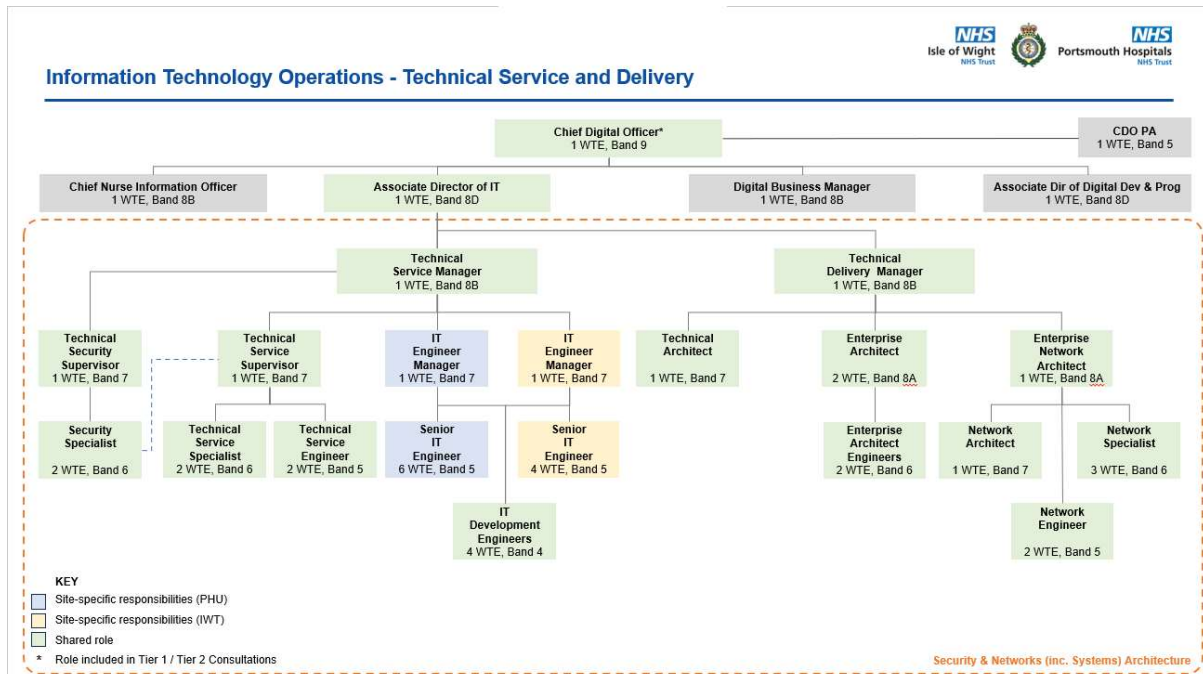 NHS
Isle of Wight
NHS Trust
NHS
Portsmouth Hospitals
NHS Trust
Information Technology Operations - Technical Service and Delivery
Chief Digital Officer*
1 WTE, Band 9
CDO PA
1 WTE, Band 5
Chief Nurse Information Officer
1 WTE, Band 8B
Associate Director of IT
1 WTE, Band 8D
Digital Business Manager
1 WTE, Band 8B
Associate Dir of Digital Dev & Prog
1 WTE, Band 8D
Technical
Service Manager
1 WTE, Band 8B
Technical
Delivery Manager
1 WTE, Band 8B
Technical
Security
Supervisor
1 WTE, Band 7
Technical
Service
Supervisor
1 WTE, Band 7
IT
Engineer
Manager
1 WTE, Band 7
IT
Engineer
Manager
1 WTE, Band 7
Technical
Architect
1 WTE, Band 7
Enterprise
Architect
2 WTE, Band 8A
Enterprise
Network
Architect
1 WTE, Band 8A
Security
Specialist
2 WTE, Band 6
Technical
Service
Specialist
2 WTE, Band 6
Technical
Service
Engineer
2 WTE, Band 5
Senior
IT
Engineer
6 WTE, Band 5
Senior
IT
Engineer
4 WTE, Band 5
Enterprise
Architect
Engineers
2 WTE, Band 6
Network
Architect
1 WTE, Band 7
Network
Specialist
3 WTE, Band 6
IT
Development
Engineers
4 WTE, Band 4
Network
Engineer
2 WTE, Band 5
KEY
Site-specific responsibilities (PHU)
Site-specific responsibilities (IWT)
Shared role
* Role included in Tier 1 / Tier 2 Consultations
Security & Networks (inc. Systems) Architecture